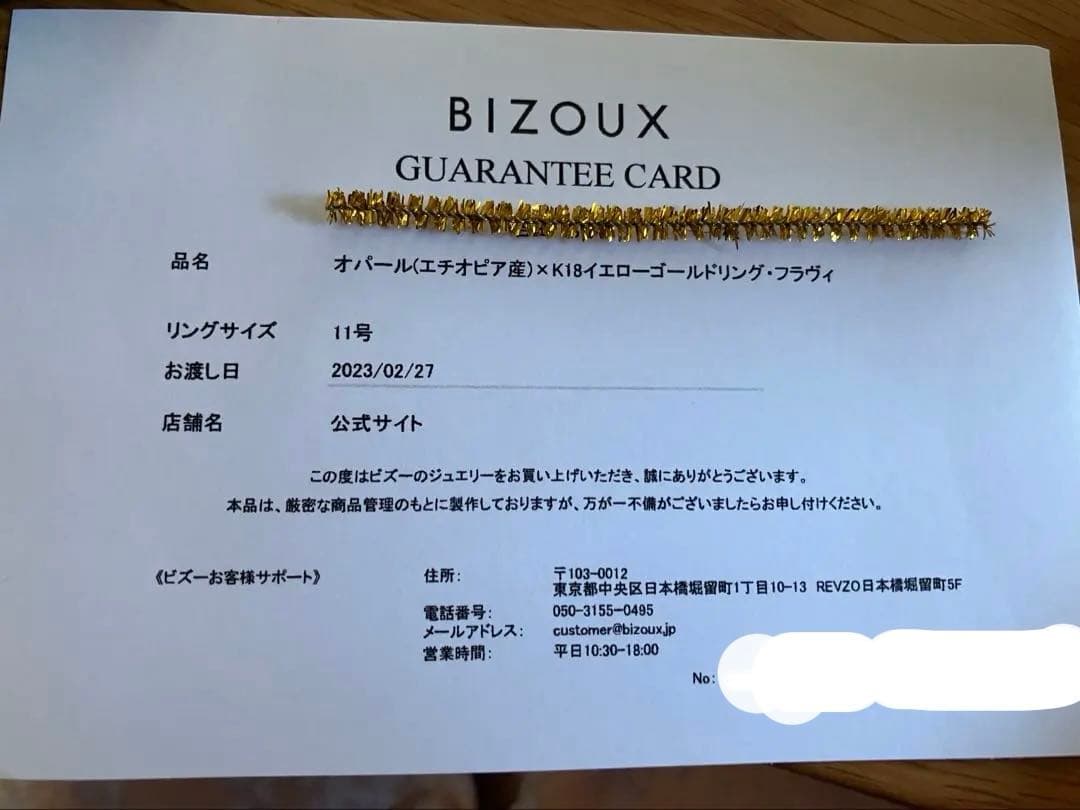 BIZOUX
GUARANTEE CARD
品名 オパール(エチオピア産)×K18イエローゴールドリング・フラヴィ
リングサイズ 11号
お渡し日 2023/02/27
店舗名 公式サイト
この度はビズーのジュエリーをお買い上げいただき、誠にありがとうございます。
本品は、厳密な商品管理のもとに製作しておりますが、万が一不備がございましたらお申し付けください。
《ビズーお客様サポート》 住所: 〒103-0012
東京都中央区日本橋堀留町1丁目10-13 REVZO日本橋堀留町5F
電話番号: 050-3155-0495
メールアドレス: customer@bizoux.jp
営業時間: 平日10:30-18:00
No: